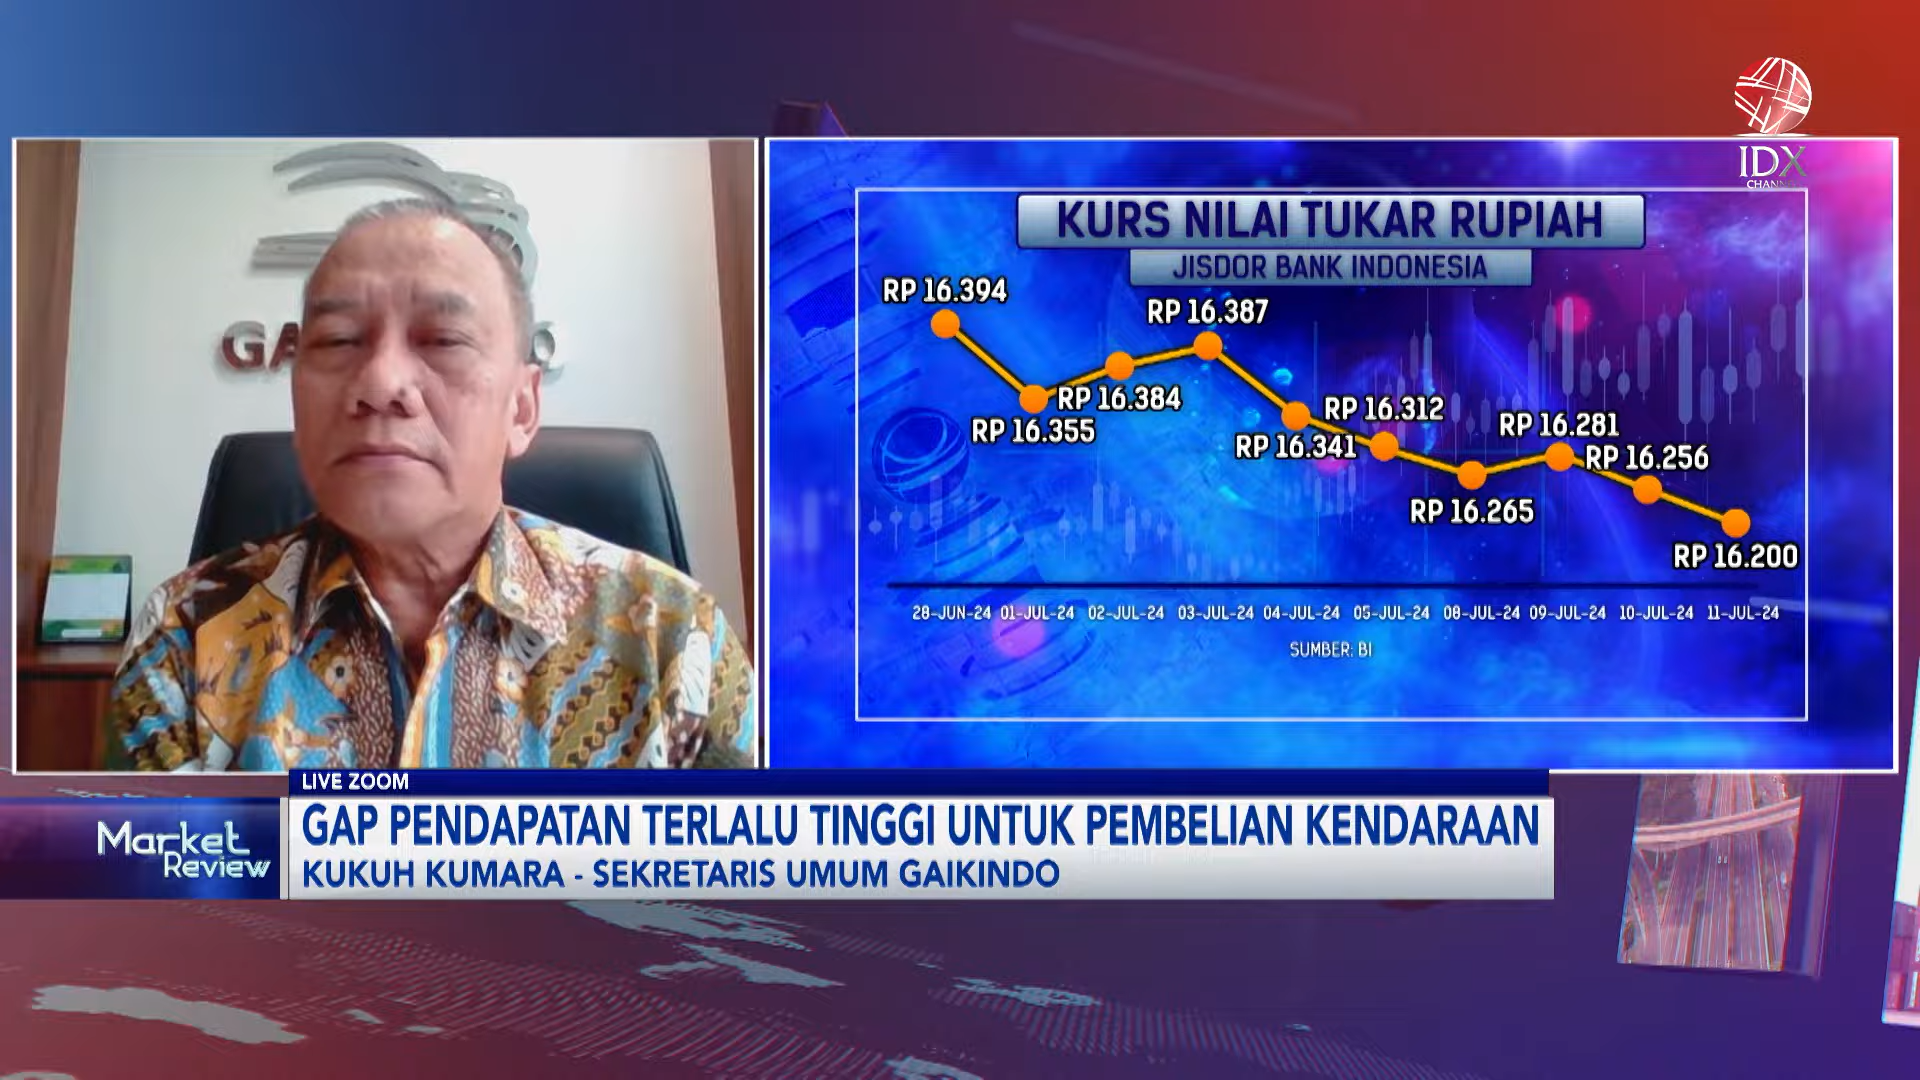 IDX
CHANNEL
KURS NILAI TUKAR RUPIAH
JISDOR BANK INDONESIA
RP 16.394
RP 16.355
RP 16.384
RP 16.387
RP 16.341
RP 16.312
RP 16.265
RP 16.281
RP 16.256
RP 16.200
28-JUN-24 01-JUL-24 02-JUL-24 03-JUL-24 04-JUL-24 05-JUL-24 08-JUL-24 09-JUL-24 10-JUL-24 11-JUL-24
SUMBER: BI
LIVE ZOOM
Market Review
GAP PENDAPATAN TERLALU TINGGI UNTUK PEMBELIAN KENDARAAN
KUKUH KUMARA - SEKRETARIS UMUM GAIKINDO